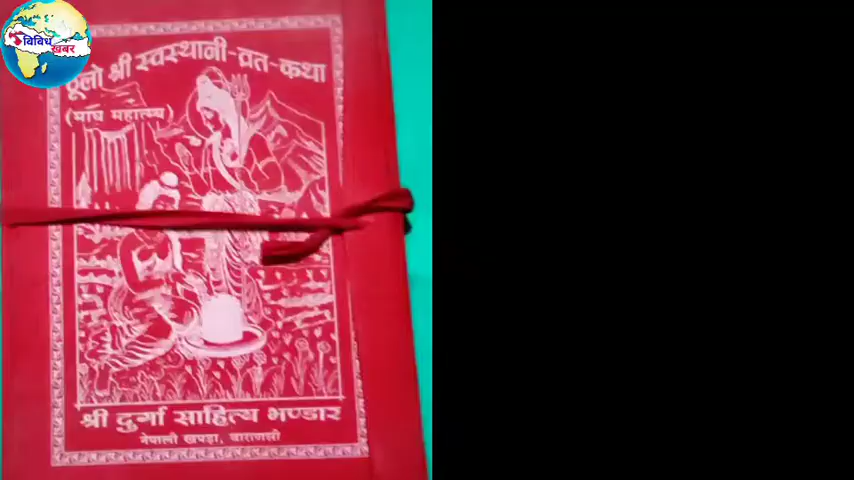 विविध
खबर
ठूलो श्री स्वस्थानी-व्रत-कथा
(माघ महात्म्य)
श्री दुर्गा साहित्य भण्डार
नेपाली खपड़ा, वाराणसी